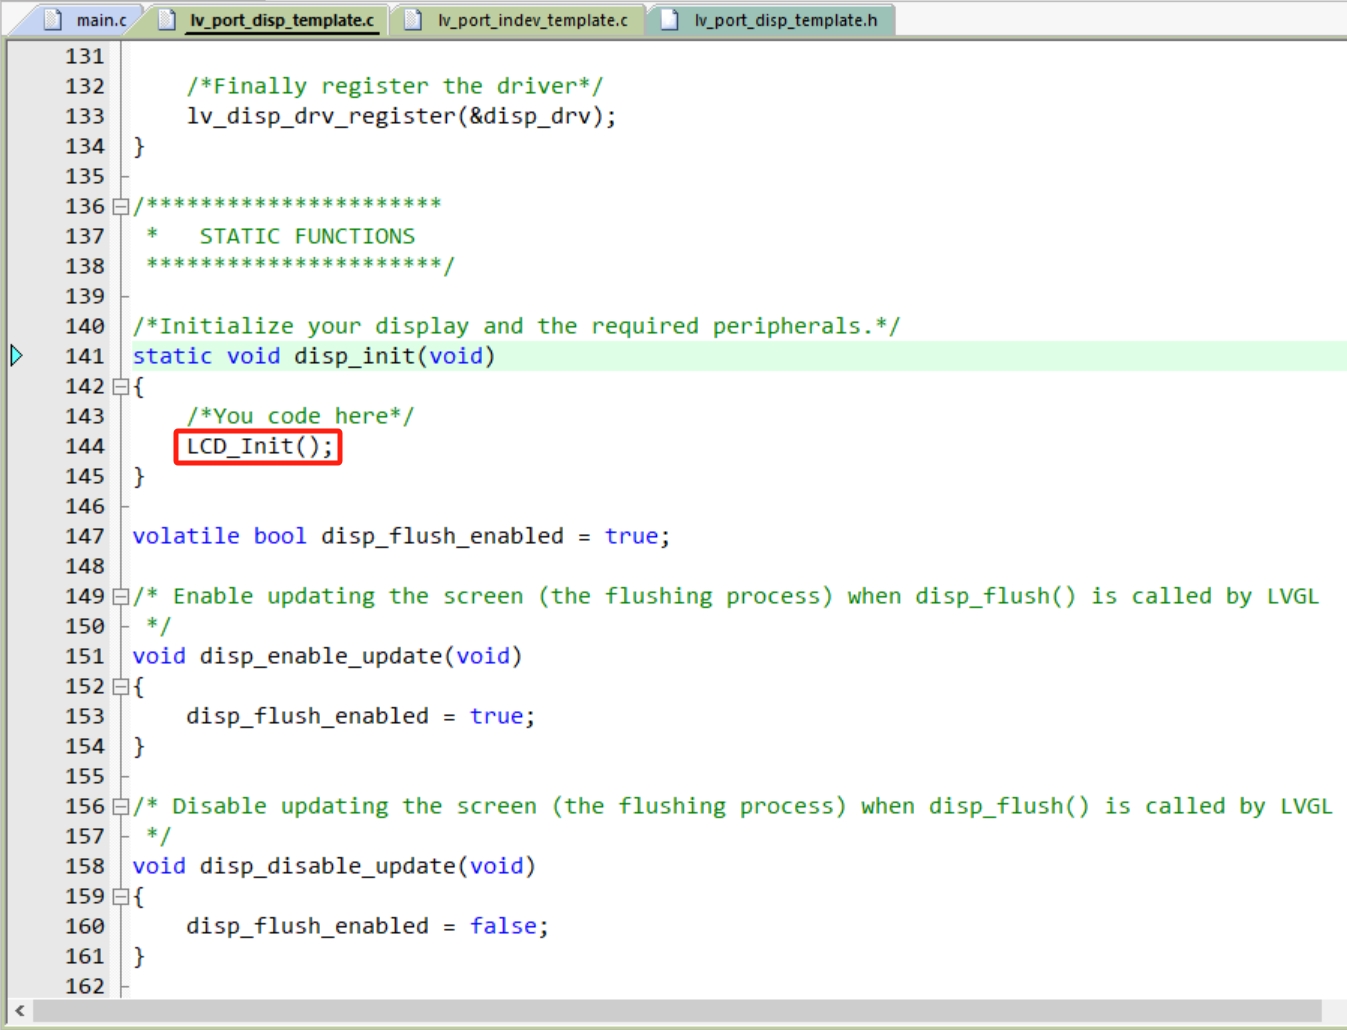 main.c lv_port_disp_template.c lv_port_indev_template.c lv_port_disp_template.h
131
132     /*Finally register the driver*/
133     lv_disp_drv_register(&disp_drv);
134 }
135
136 /**********************
137  *   STATIC FUNCTIONS
138  **********************/
139
140 /*Initialize your display and the required peripherals.*/
141 static void disp_init(void)
142 {
143     /*You code here*/
144     LCD_Init();
145 }
146
147 volatile bool disp_flush_enabled = true;
148
149 /* Enable updating the screen (the flushing process) when disp_flush() is called by LVGL
150  */
151 void disp_enable_update(void)
152 {
153     disp_flush_enabled = true;
154 }
155
156 /* Disable updating the screen (the flushing process) when disp_flush() is called by LVGL
157  */
158 void disp_disable_update(void)
159 {
160     disp_flush_enabled = false;
161 }
162